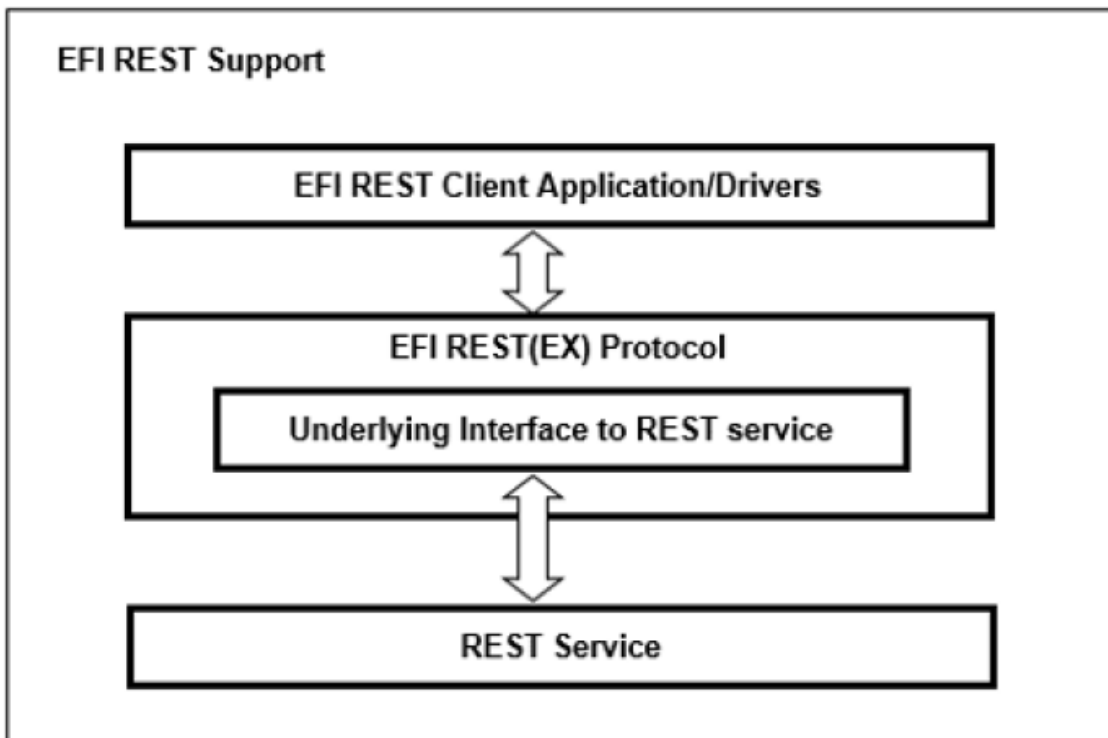 EFI REST Support
EFI REST Client Application/Drivers
EFI REST(EX) Protocol
Underlying Interface to REST service
REST Service